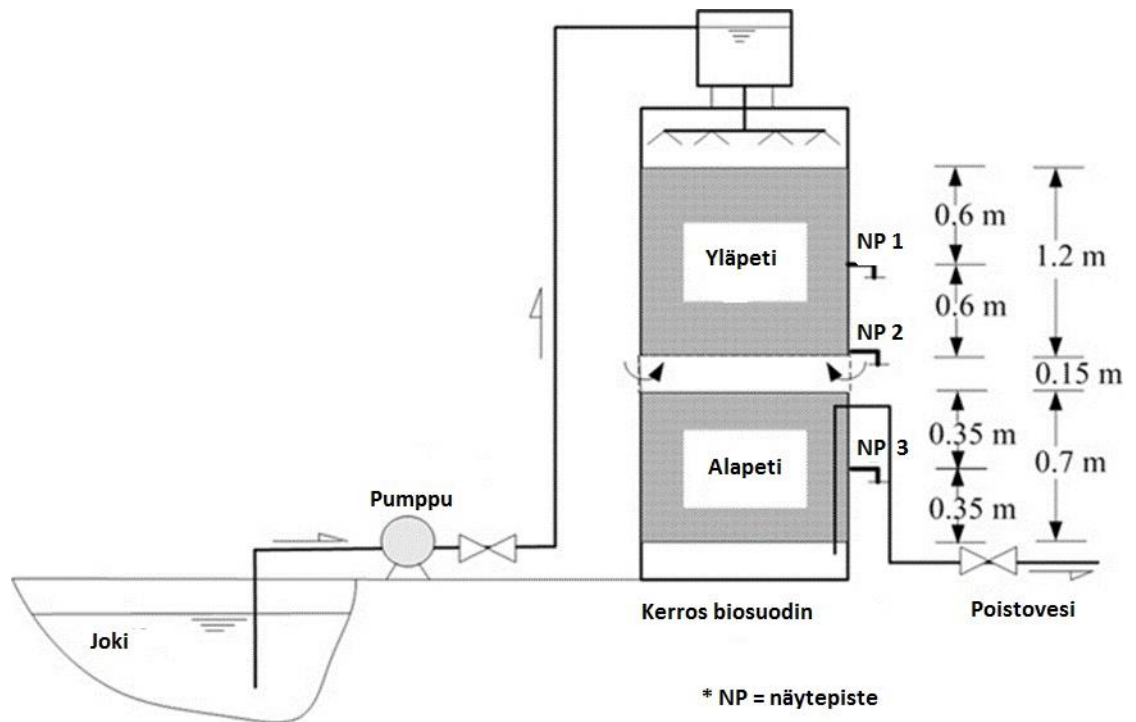 NP 1
0.6 m
Yläpeti
1.2 m
0.6 m
NP 2
0.15 m
0.35 m
NP 3
Alapeti
0.7 m
Pumppu
0.35 m
Kerros biosuodin
Poistovesi
Joki
* NP = näytepiste